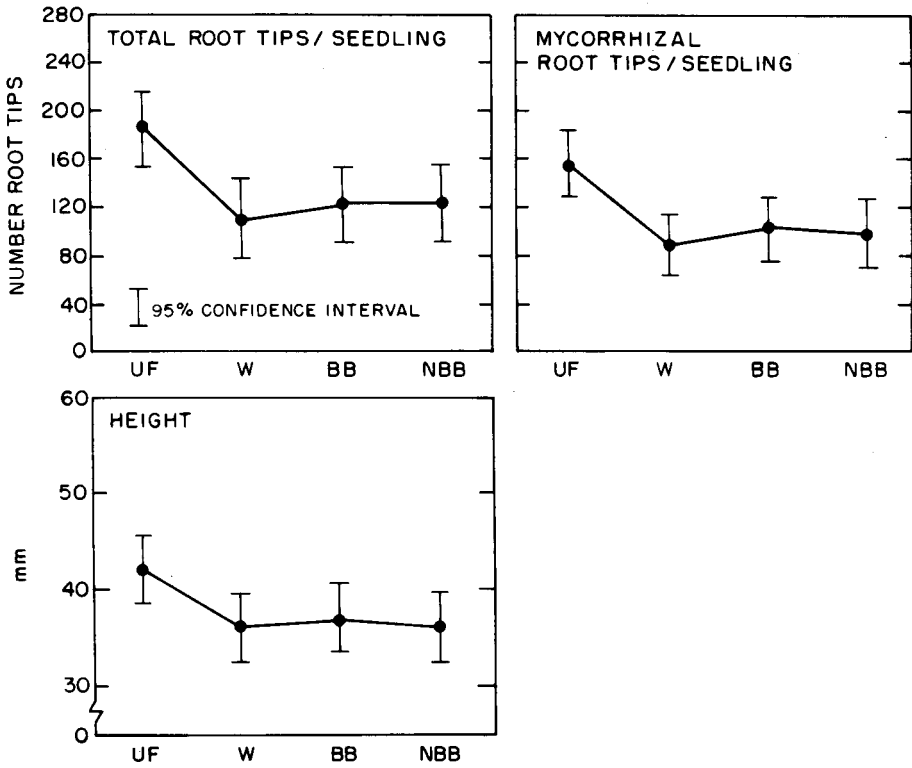 NUMBER ROOT TIPS
280
240
200
160
120
80
40
0
TOTAL ROOT TIPS / SEEDLING
95% CONFIDENCE INTERVAL
UF W BB NBB
MYCORRHIZAL
ROOT TIPS / SEEDLING
UF W BB NBB
mm
60
50
40
30
0
HEIGHT
UF W BB NBB